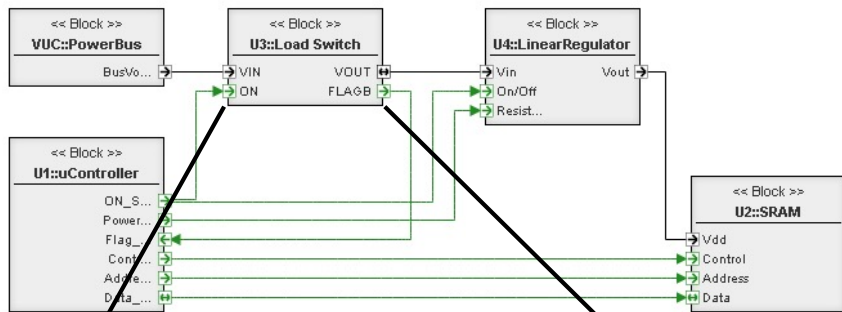 << Block >>
VUC::PowerBus
BusVo...
<< Block >>
U3::Load Switch
VIN VOUT
ON FLAGB
<< Block >>
U4::LinearRegulator
Vin Vout
On/Off
Resist...
<< Block >>
U1::uController
ON_S...
Power...
Flag_...
Cont...
Addre...
Data_...
<< Block >>
U2::SRAM
Vdd
Control
Address
Data